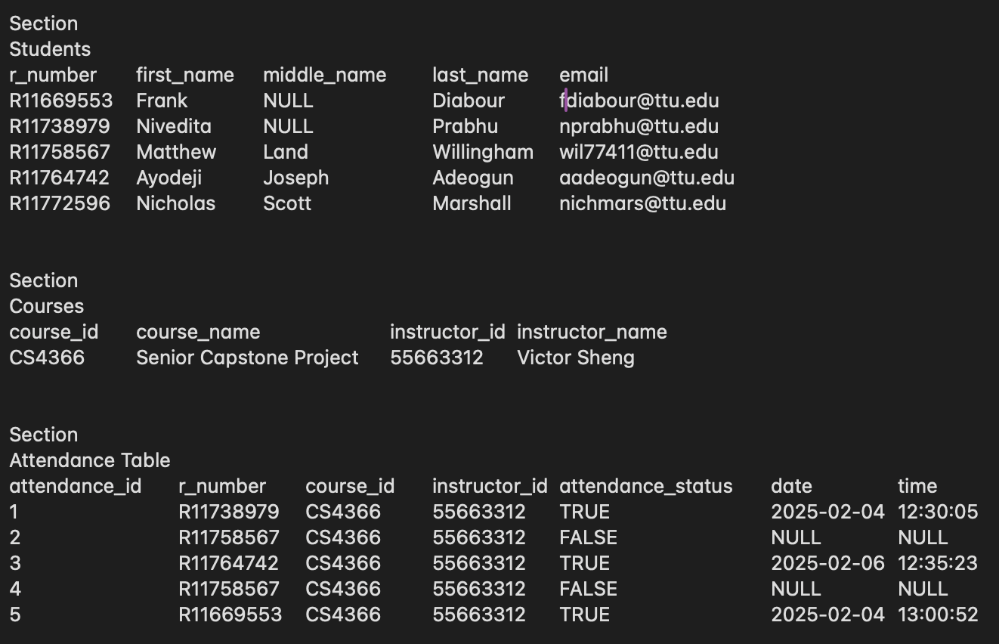 Section
Students
r_number first_name middle_name last_name email
R11669553 Frank NULL Diabour fdiabour@ttu.edu
R11738979 Nivedita NULL Prabhu nprabhu@ttu.edu
R11758567 Matthew Land Willingham wil77411@ttu.edu
R11764742 Ayodeji Joseph Adeogun aadeogun@ttu.edu
R11772596 Nicholas Scott Marshall nichmars@ttu.edu
Section
Courses
course_id course_name instructor_id instructor_name
CS4366 Senior Capstone Project 55663312 Victor Sheng
Section
Attendance Table
attendance_id r_number course_id instructor_id attendance_status date time
1 R11738979 CS4366 55663312 TRUE 2025-02-04 12:30:05
2 R11758567 CS4366 55663312 FALSE NULL NULL
3 R11764742 CS4366 55663312 TRUE 2025-02-06 12:35:23
4 R11758567 CS4366 55663312 FALSE NULL NULL
5 R11669553 CS4366 55663312 TRUE 2025-02-04 13:00:52